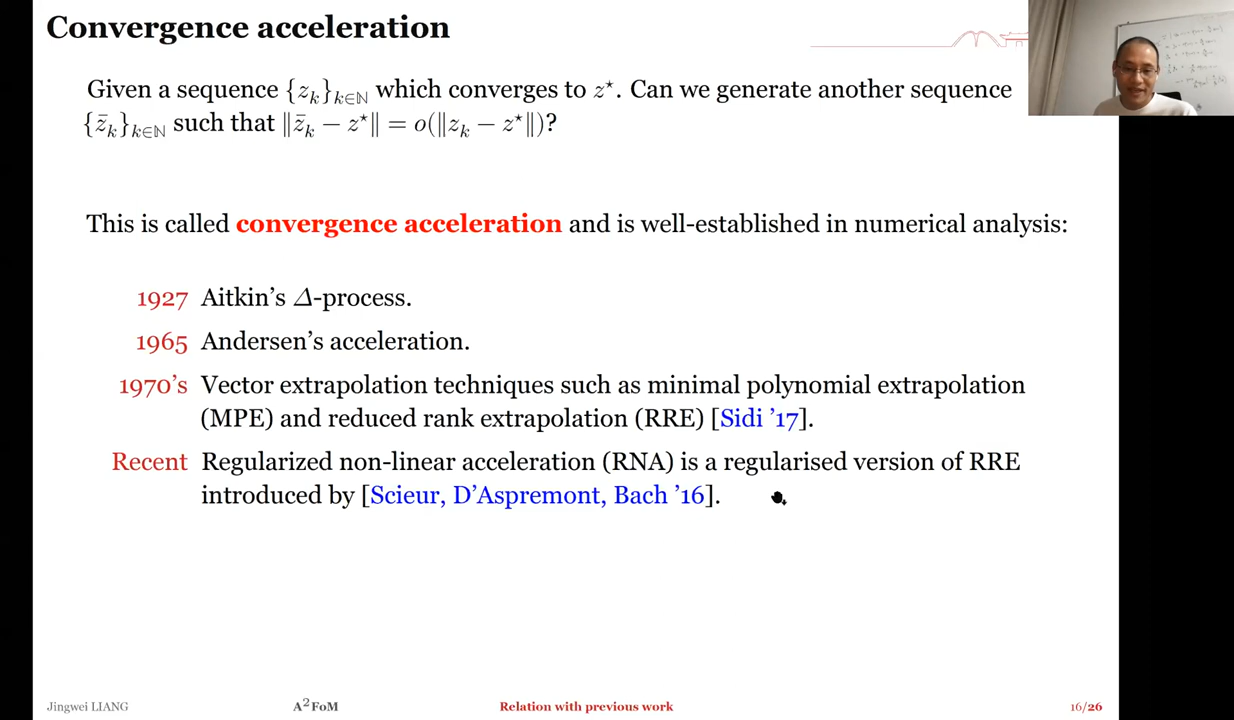 Convergence acceleration
Given a sequence {z_k}_{k∈ℕ} which converges to z⋆. Can we generate another sequence
{z̄_k}_{k∈ℕ} such that ‖z̄_k − z⋆‖ = o(‖z_k − z⋆‖)?
This is called convergence acceleration and is well-established in numerical analysis:
1927 Aitkin’s Δ-process.
1965 Andersen’s acceleration.
1970’s Vector extrapolation techniques such as minimal polynomial extrapolation
(MPE) and reduced rank extrapolation (RRE) [Sidi ’17].
Recent Regularized non-linear acceleration (RNA) is a regularised version of RRE
introduced by [Scieur, D’Aspremont, Bach ’16].
Jingwei LIANG A²FoM Relation with previous work 16/26